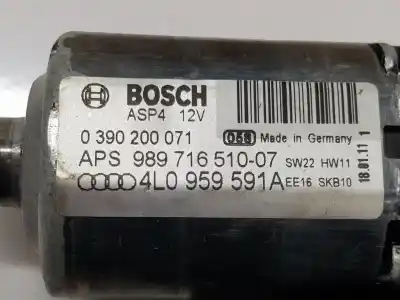 BOSCH
ASP4 12V
0 390 200 071 Made in Germany
APS 989 716 510-07 SW22 HW11
4L0 959 591A EE16 SKB10
18.01.11 1